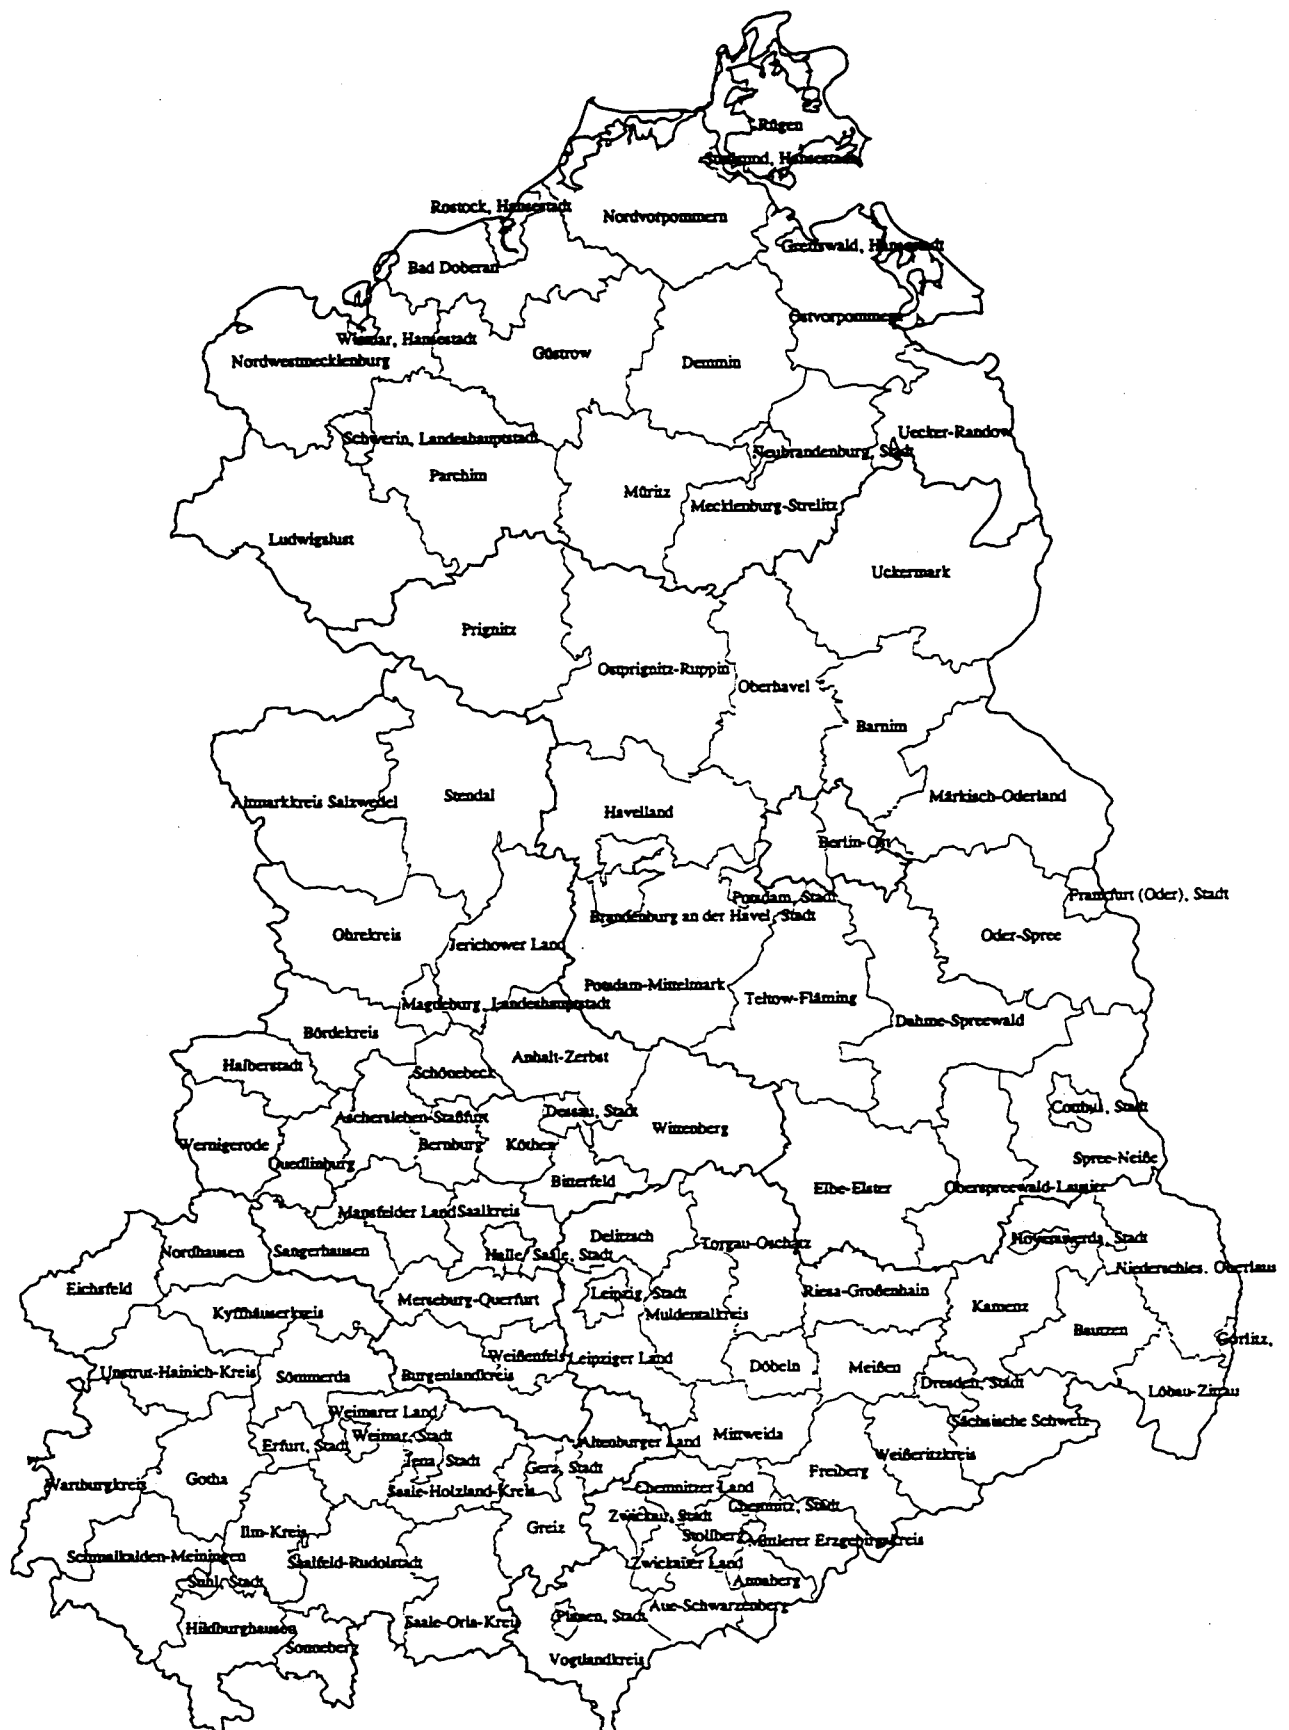 Rügen
Stralsund, Hansestadt
Rostock, Hansestadt
Nordvorpommern
Greifswald, Hansestadt
Bad Doberan
Ostvorpommern
Wismar, Hansestadt
Nordwestmecklenburg
Güstrow
Demmin
Uecker-Randow
Schwerin, Landeshauptstadt
Neubrandenburg, Stadt
Parchim
Müritz
Mecklenburg-Strelitz
Ludwigslust
Uckermark
Prignitz
Ostprignitz-Ruppin
Oberhavel
Barnim
Altmarkkreis Salzwedel
Stendal
Märkisch-Oderland
Havelland
Berlin-Ost
Potsdam, Stadt
Frankfurt (Oder), Stadt
Brandenburg an der Havel, Stadt
Ohrekreis
Jerichower Land
Oder-Spree
Potsdam-Mittelmark
Teltow-Fläming
Magdeburg, Landeshauptstadt
Dahme-Spreewald
Bördekreis
Anhalt-Zerbst
Halberstadt
Schönebeck
Cottbus, Stadt
Aschersleben-Staßfurt
Dessau, Stadt
Wittenberg
Wernigerode
Bernburg
Köthen
Quedlinburg
Spree-Neiße
Bitterfeld
Elbe-Elster
Oberspreewald-Lausitz
Mansfelder Land
Saalkreis
Delitzsch
Torgau-Oschatz
Hoyerswerda, Stadt
Nordhausen
Sangerhausen
Halle/ Saale, Stadt
Niederschles. Oberlaus
Eichsfeld
Leipzig, Stadt
Riesa-Großenhain
Merseburg-Querfurt
Kamenz
Kyffhäuserkreis
Muldentalkreis
Bautzen
Görlitz,
Weißenfels
Leipziger Land
Döbeln
Meißen
Unstrut-Hainich-Kreis
Sömmerda
Burgenlandkreis
Dresden, Stadt
Löbau-Zittau
Weimarer Land
Sächsische Schweiz
Weimar, Stadt
Mittweida
Erfurt, Stadt
Altenburger Land
Weißeritzkreis
Jena, Stadt
Gera, Stadt
Freiberg
Wartburgkreis
Gotha
Saale-Holzland-Kreis
Chemnitzer Land
Chemnitz, Stadt
Zwickau, Stadt
Ilm-Kreis
Greiz
Stollberg
Mittlerer Erzgebirgskreis
Schmalkalden-Meiningen
Saalfeld-Rudolstadt
Zwickauer Land
Suhl, Stadt
Annaberg
Aue-Schwarzenberg
Plauen, Stadt
Hildburghausen
Saale-Orla-Kreis
Sonneberg
Vogtlandkreis